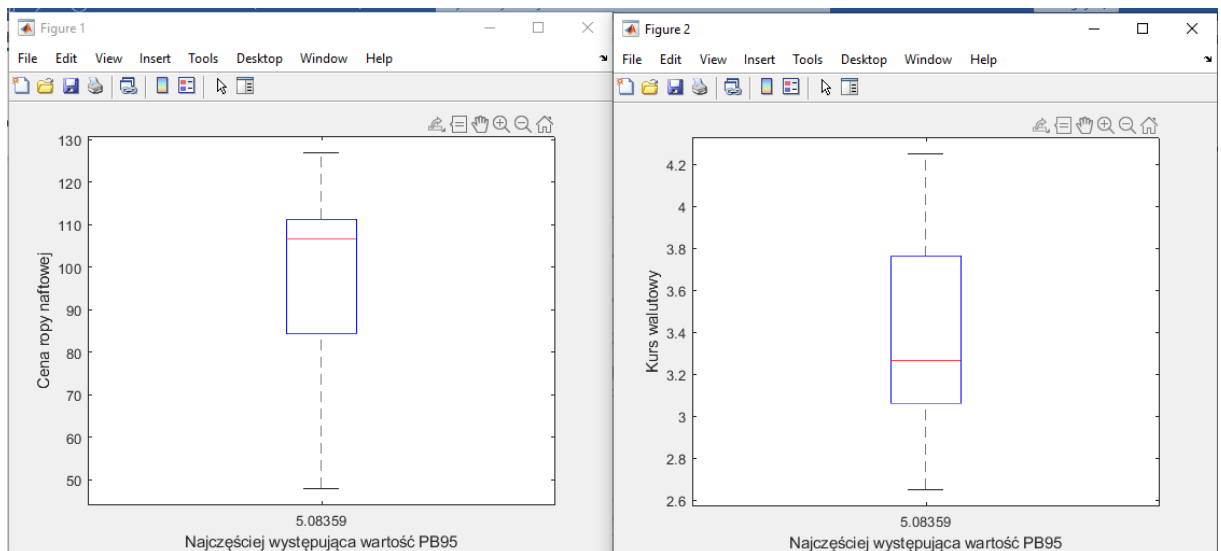 Figure 1
File Edit View Insert Tools Desktop Window Help
130
120
110
100
90
80
70
60
50
Cena ropy naftowej
5.08359
Najczęściej występująca wartość PB95
Figure 2
File Edit View Insert Tools Desktop Window Help
4.2
4
3.8
3.6
3.4
3.2
3
2.8
2.6
Kurs walutowy
5.08359
Najczęściej występująca wartość PB95